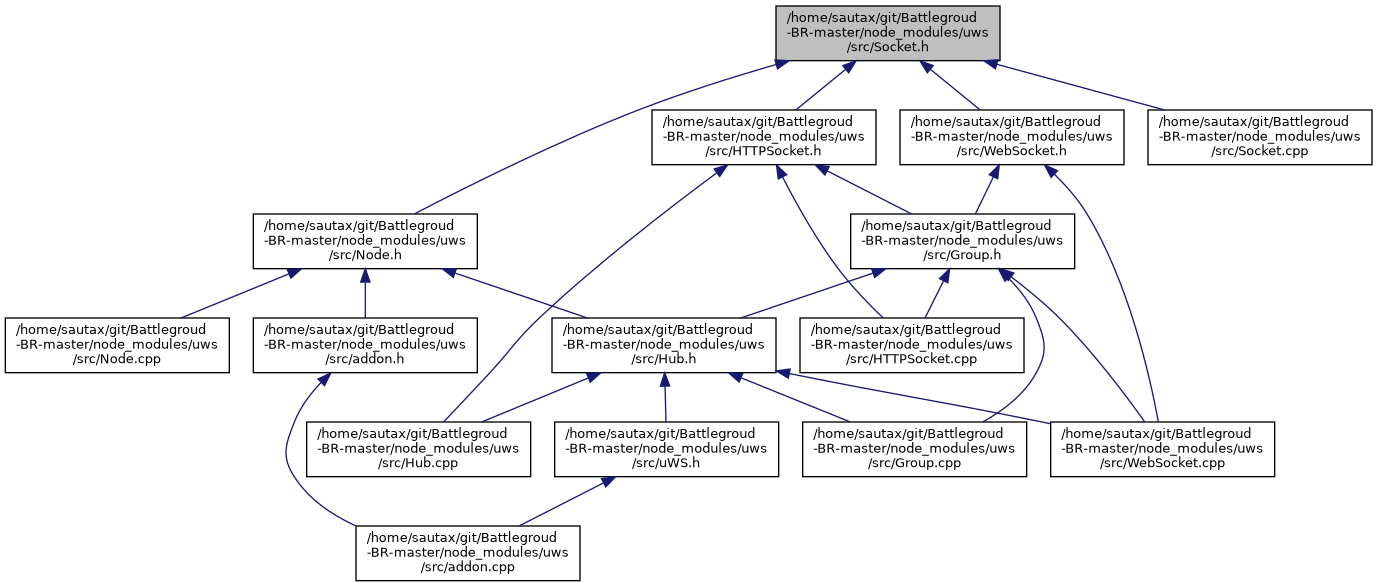 /home/sautax/git/Battlegroud
-BR-master/node_modules/uws
/src/Socket.h
/home/sautax/git/Battlegroud
-BR-master/node_modules/uws
/src/HTTPSocket.h
/home/sautax/git/Battlegroud
-BR-master/node_modules/uws
/src/WebSocket.h
/home/sautax/git/Battlegroud
-BR-master/node_modules/uws
/src/Socket.cpp
/home/sautax/git/Battlegroud
-BR-master/node_modules/uws
/src/Node.h
/home/sautax/git/Battlegroud
-BR-master/node_modules/uws
/src/Group.h
/home/sautax/git/Battlegroud
-BR-master/node_modules/uws
/src/Node.cpp
/home/sautax/git/Battlegroud
-BR-master/node_modules/uws
/src/addon.h
/home/sautax/git/Battlegroud
-BR-master/node_modules/uws
/src/Hub.h
/home/sautax/git/Battlegroud
-BR-master/node_modules/uws
/src/HTTPSocket.cpp
/home/sautax/git/Battlegroud
-BR-master/node_modules/uws
/src/Hub.cpp
/home/sautax/git/Battlegroud
-BR-master/node_modules/uws
/src/uWS.h
/home/sautax/git/Battlegroud
-BR-master/node_modules/uws
/src/Group.cpp
/home/sautax/git/Battlegroud
-BR-master/node_modules/uws
/src/WebSocket.cpp
/home/sautax/git/Battlegroud
-BR-master/node_modules/uws
/src/addon.cpp